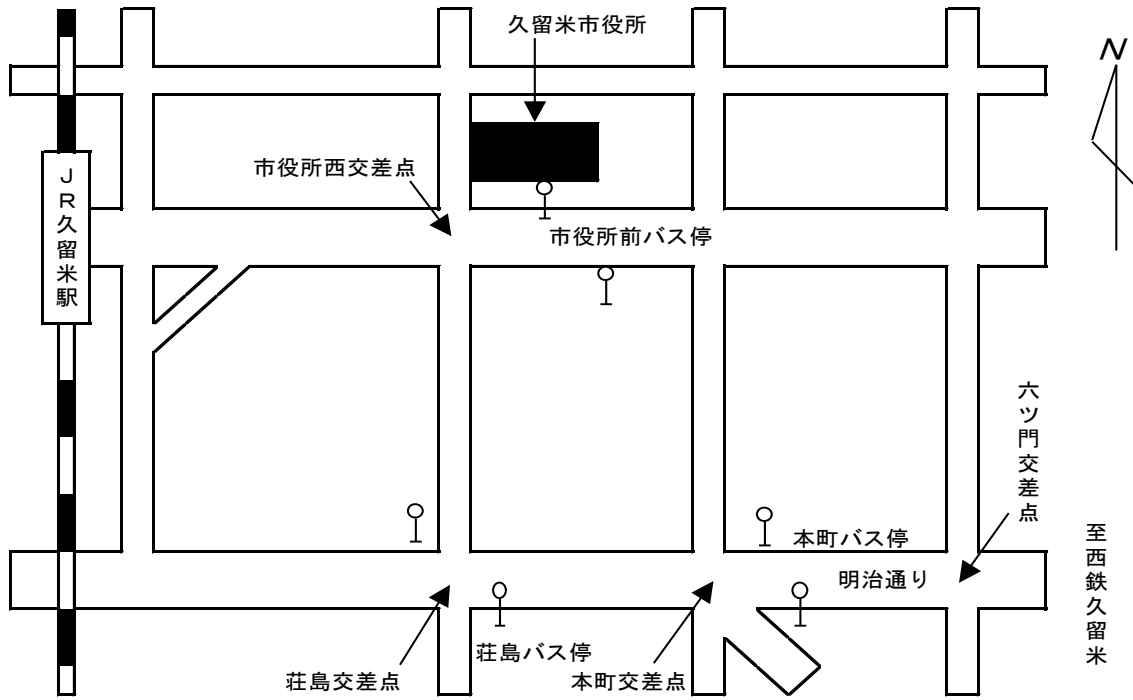 久留米市役所
N
市役所西交差点
JR久留米駅
市役所前バス停
六ツ門交差点
本町バス停
明治通り
至西鉄久留米
荘島バス停
荘島交差点
本町交差点